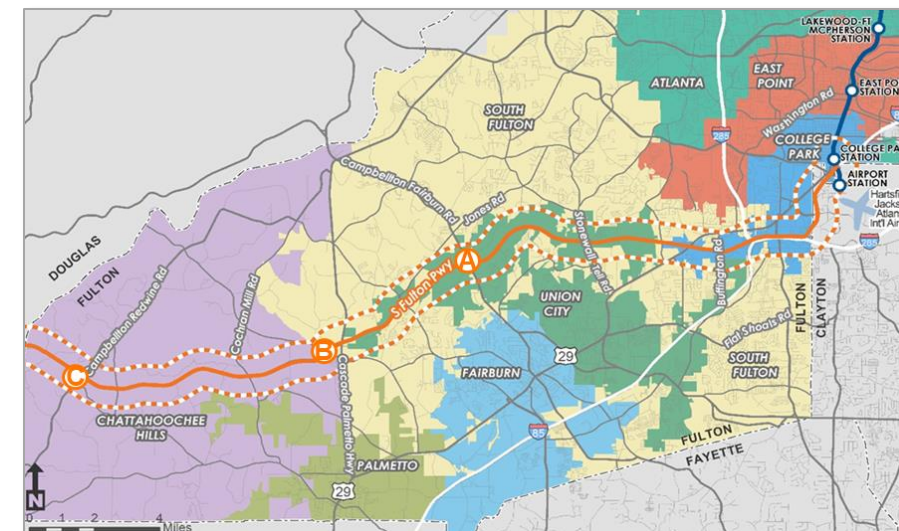 LAKEWOOD-FT
MCPHERSON
STATION
ATLANTA
EAST
POINT
EAST PO
STATION
SOUTH
FULTON
Washington Rd
285
COLLEGE
PARK
COLLEGE PA
STATION
AIRPORT
STATION
Hartsf
Jacks
Atlan
Int'l Air
Campbellton Fairburn Rd
Jones Rd
Stonewall Tell Rd
285
DOUGLAS
FULTON
A
S Fulton Pwy
Buffington Rd
Campbellton Redwine Rd
Cochran Mill Rd
UNION
CITY
FULTON
CLAYTON
Flat Shoals Rd
B
29
SOUTH
FULTON
C
Cascade Palmetto Hwy
FAIRBURN
CHATTAHOOCHEE
HILLS
85
FULTON
FAYETTE
PALMETTO
29
N
0 1 2 4
Miles